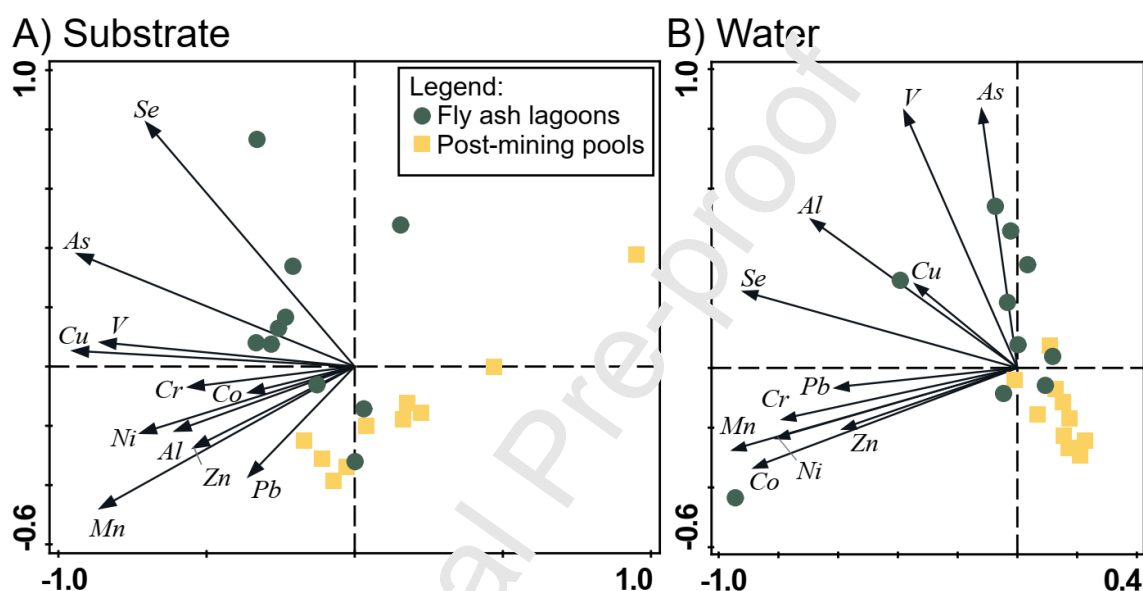 A) Substrate
B) Water
1.0
-0.6
-1.0
1.0
Legend:
Fly ash lagoons
Post-mining pools
Se
As
Cu
V
Cr
Co
Ni
Al
Zn
Pb
Mn
1.0
-0.6
-1.0
0.4
V
As
Al
Cu
Se
Pb
Cr
Mn
Zn
Ni
Co
al Pre-proof